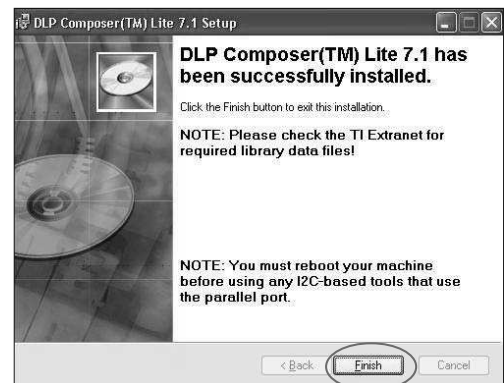 DLP Composer(TM) Lite 7.1 Setup
DLP Composer(TM) Lite 7.1 has
been successfully installed.
Click the Finish button to exit this installation.
NOTE: Please check the TI Extranet for
required library data files!
NOTE: You must reboot your machine
before using any I2C-based tools that use
the parallel port.
< Back Finish Cancel